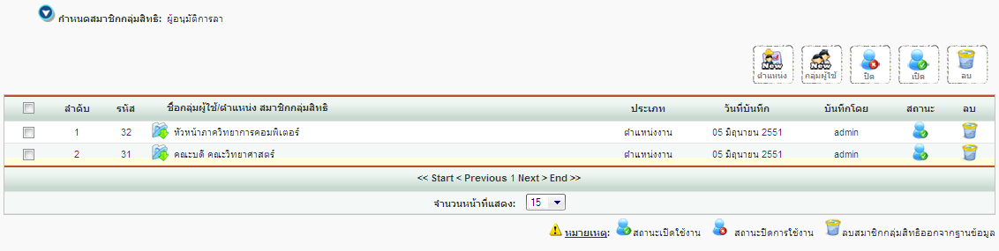 กำหนดสมาชิกกลุ่มสิทธิ: ผู้อนุมัติการลา
New New
ตำแหน่ง กลุ่มผู้ใช้ ปิด เปิด ลบ
ลำดับ รหัส ชื่อกลุ่มผู้ใช้/ตำแหน่ง สมาชิกกลุ่มสิทธิ ประเภท วันที่บันทึก บันทึกโดย สถานะ ลบ
1 32 หัวหน้าภาควิทยาการคอมพิเตอร์ ตำแหน่งงาน 05 มิถุนายน 2551 admin
2 31 คณะบดี คณะวิทยาศาสตร์ ตำแหน่งงาน 05 มิถุนายน 2551 admin
<< Start < Previous 1 Next > End >>
จำนวนหน้าที่แสดง: 15
หมายเหตุ: สถานะเปิดใช้งาน สถานะปิดการใช้งาน ลบสมาชิกกลุ่มสิทธิออกจากฐานข้อมูล